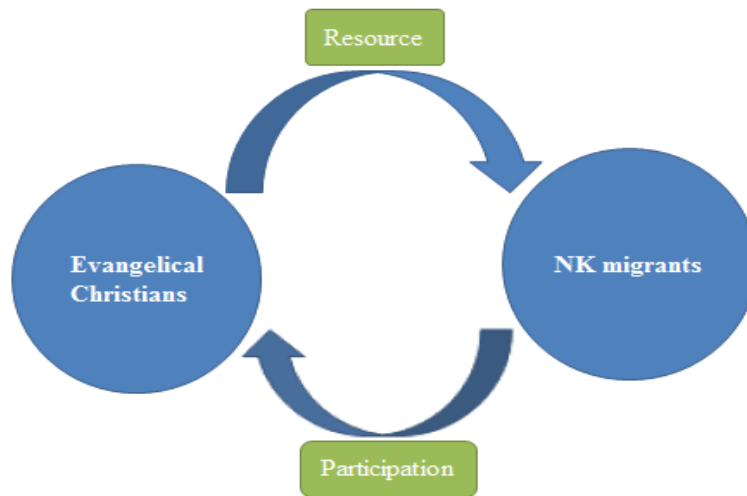 Resource
Evangelical
Christians
NK migrants
Participation